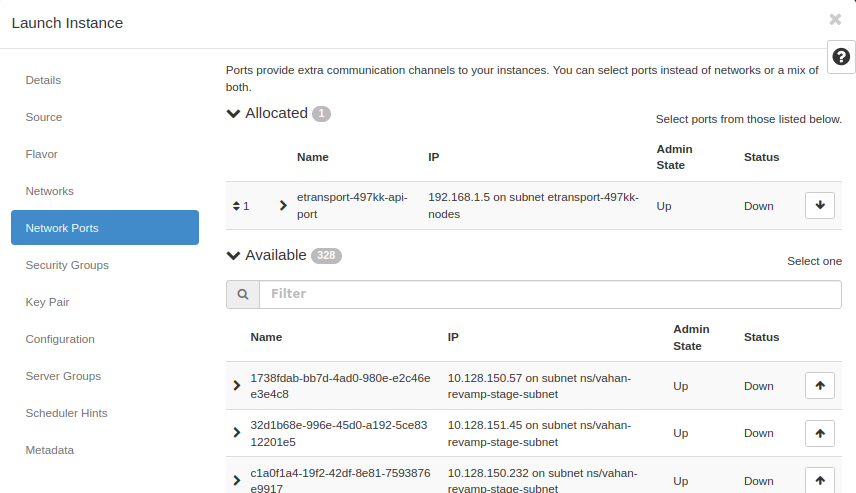 Launch Instance
Details
Source
Flavor
Networks
Network Ports
Security Groups
Key Pair
Configuration
Server Groups
Scheduler Hints
Metadata
Ports provide extra communication channels to your instances. You can select ports instead of networks or a mix of
both.
Allocated 1
Select ports from those listed below.
Name IP Admin State Status
1 etransport-497kk-api-port 192.168.1.5 on subnet etransport-497kk-nodes Up Down
Available 328
Select one
Filter
Name IP Admin State Status
1738fdab-bb7d-4ad0-980e-e2c46ee3e4c8 10.128.150.57 on subnet ns/vahan-revamp-stage-subnet Up Down
32d1b68e-996e-45d0-a192-5ce8312201e5 10.128.151.45 on subnet ns/vahan-revamp-stage-subnet Up Down
c1a0f1a4-19f2-42df-8e81-7593876e9917 10.128.150.232 on subnet ns/vahan-revamp-stage-subnet Up Down